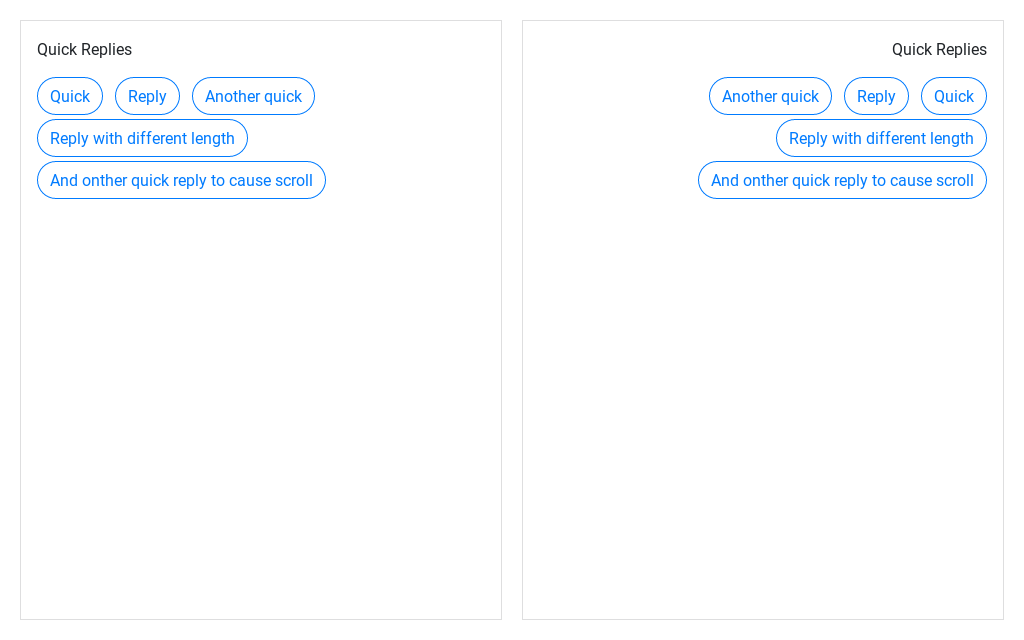 Quick Replies
Quick Reply Another quick
Reply with different length
And onther quick reply to cause scroll
Quick Replies
Another quick Reply Quick
Reply with different length
And onther quick reply to cause scroll